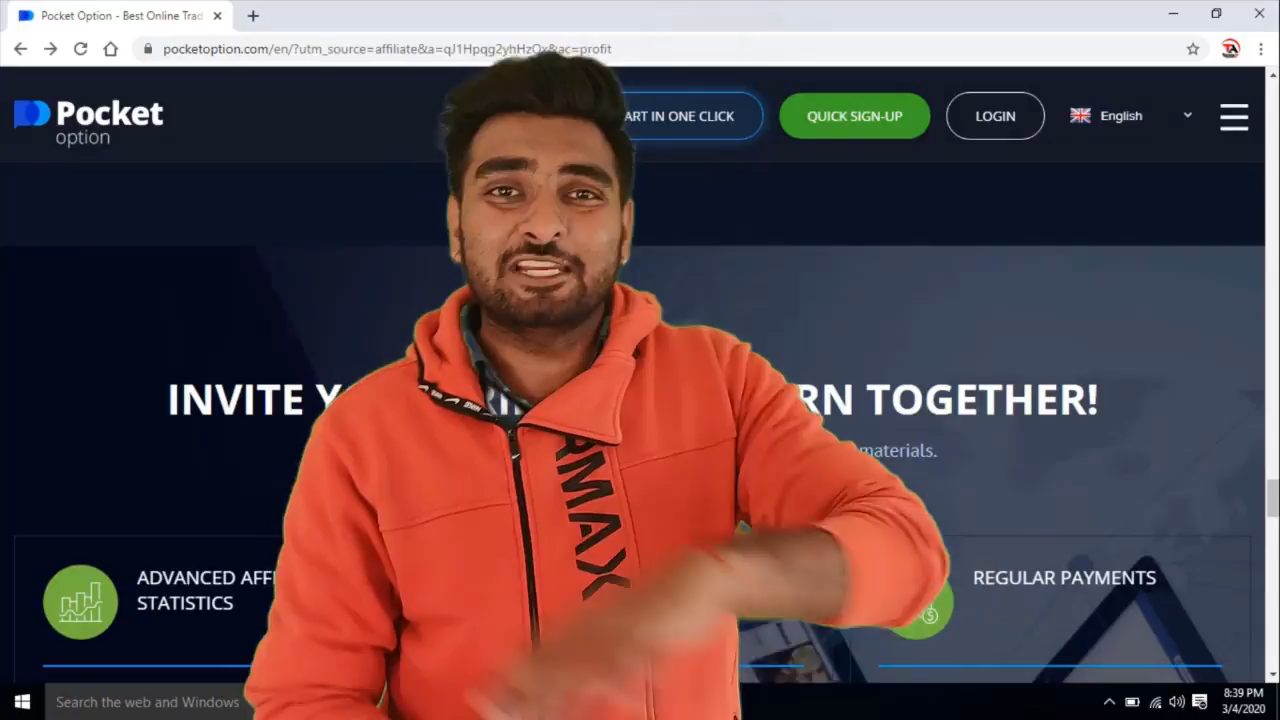 Pocket Option - Best Online Trad
pocketoption.com/en/?utm_source=affiliate&a=qJ1Hpqg2yhHzOx&ac=profit
Pocket
option
ART IN ONE CLICK
QUICK SIGN-UP
LOGIN
English
INVITE Y RN TOGETHER!
materials.
RMAX
ADVANCED AFF
STATISTICS
REGULAR PAYMENTS
Search the web and Windows
8:39 PM
3/4/2020